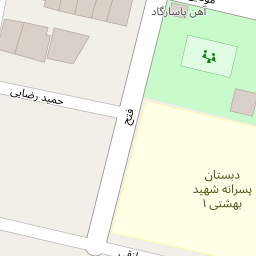 آهن پاسارگاد
حمید رضایی
فتح
دبستان
پسرانه شهید
بهشتی ۱